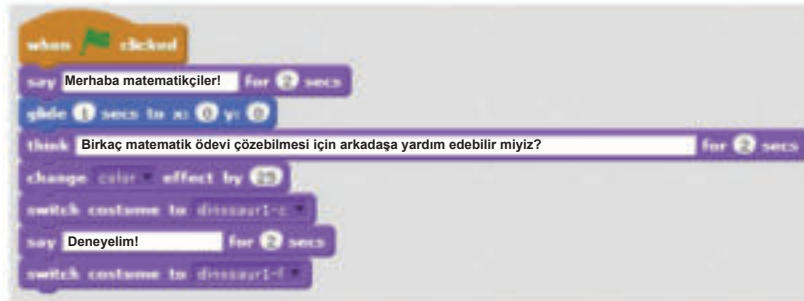 when clicked
say Merhaba matematikçiler! for 2 secs
glide 1 secs to x: 0 y: 0
think Birkaç matematik ödevi çözebilmesi için arkadaşa yardım edebilir miyiz? for 2 secs
change color effect by 25
switch costume to dinosaur1-c
say Deneyelim! for 2 secs
switch costume to dinosaur1-f